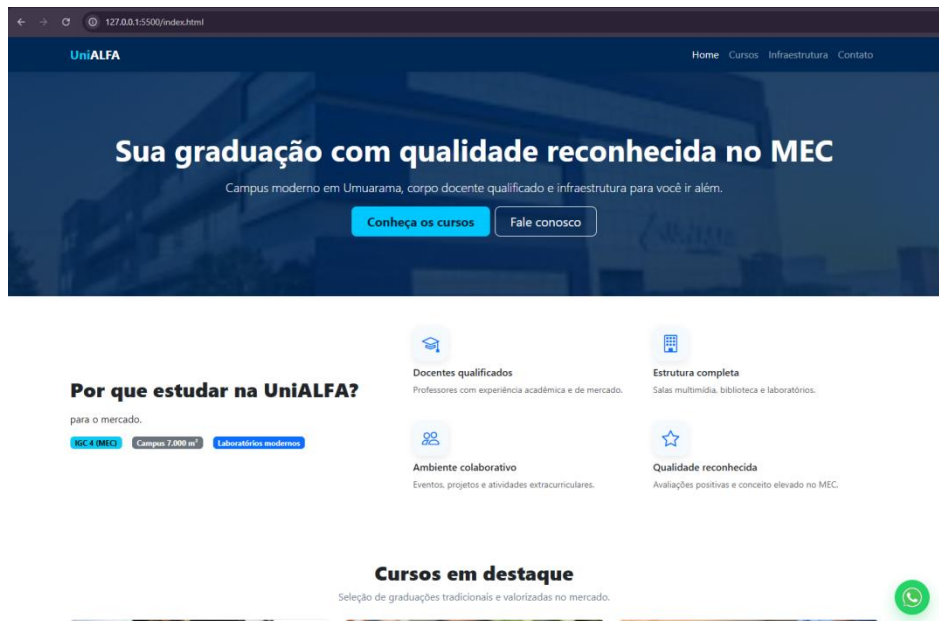 127.0.0.1:5500/index.html
UniALFA
Home Cursos Infraestrutura Contato
Sua graduação com qualidade reconhecida no MEC
Campus moderno em Umuarama, corpo docente qualificado e infraestrutura para você ir além.
Conheça os cursos Fale conosco
Por que estudar na UniALFA?
para o mercado.
IGC 4 (MEC) Campus 7.000 m² Laboratórios modernos
Docentes qualificados
Professores com experiência acadêmica e de mercado.
Estrutura completa
Salas multimídia, biblioteca e laboratórios.
Ambiente colaborativo
Eventos, projetos e atividades extracurriculares.
Qualidade reconhecida
Avaliações positivas e conceito elevado no MEC.
Cursos em destaque
Seleção de graduações tradicionais e valorizadas no mercado.